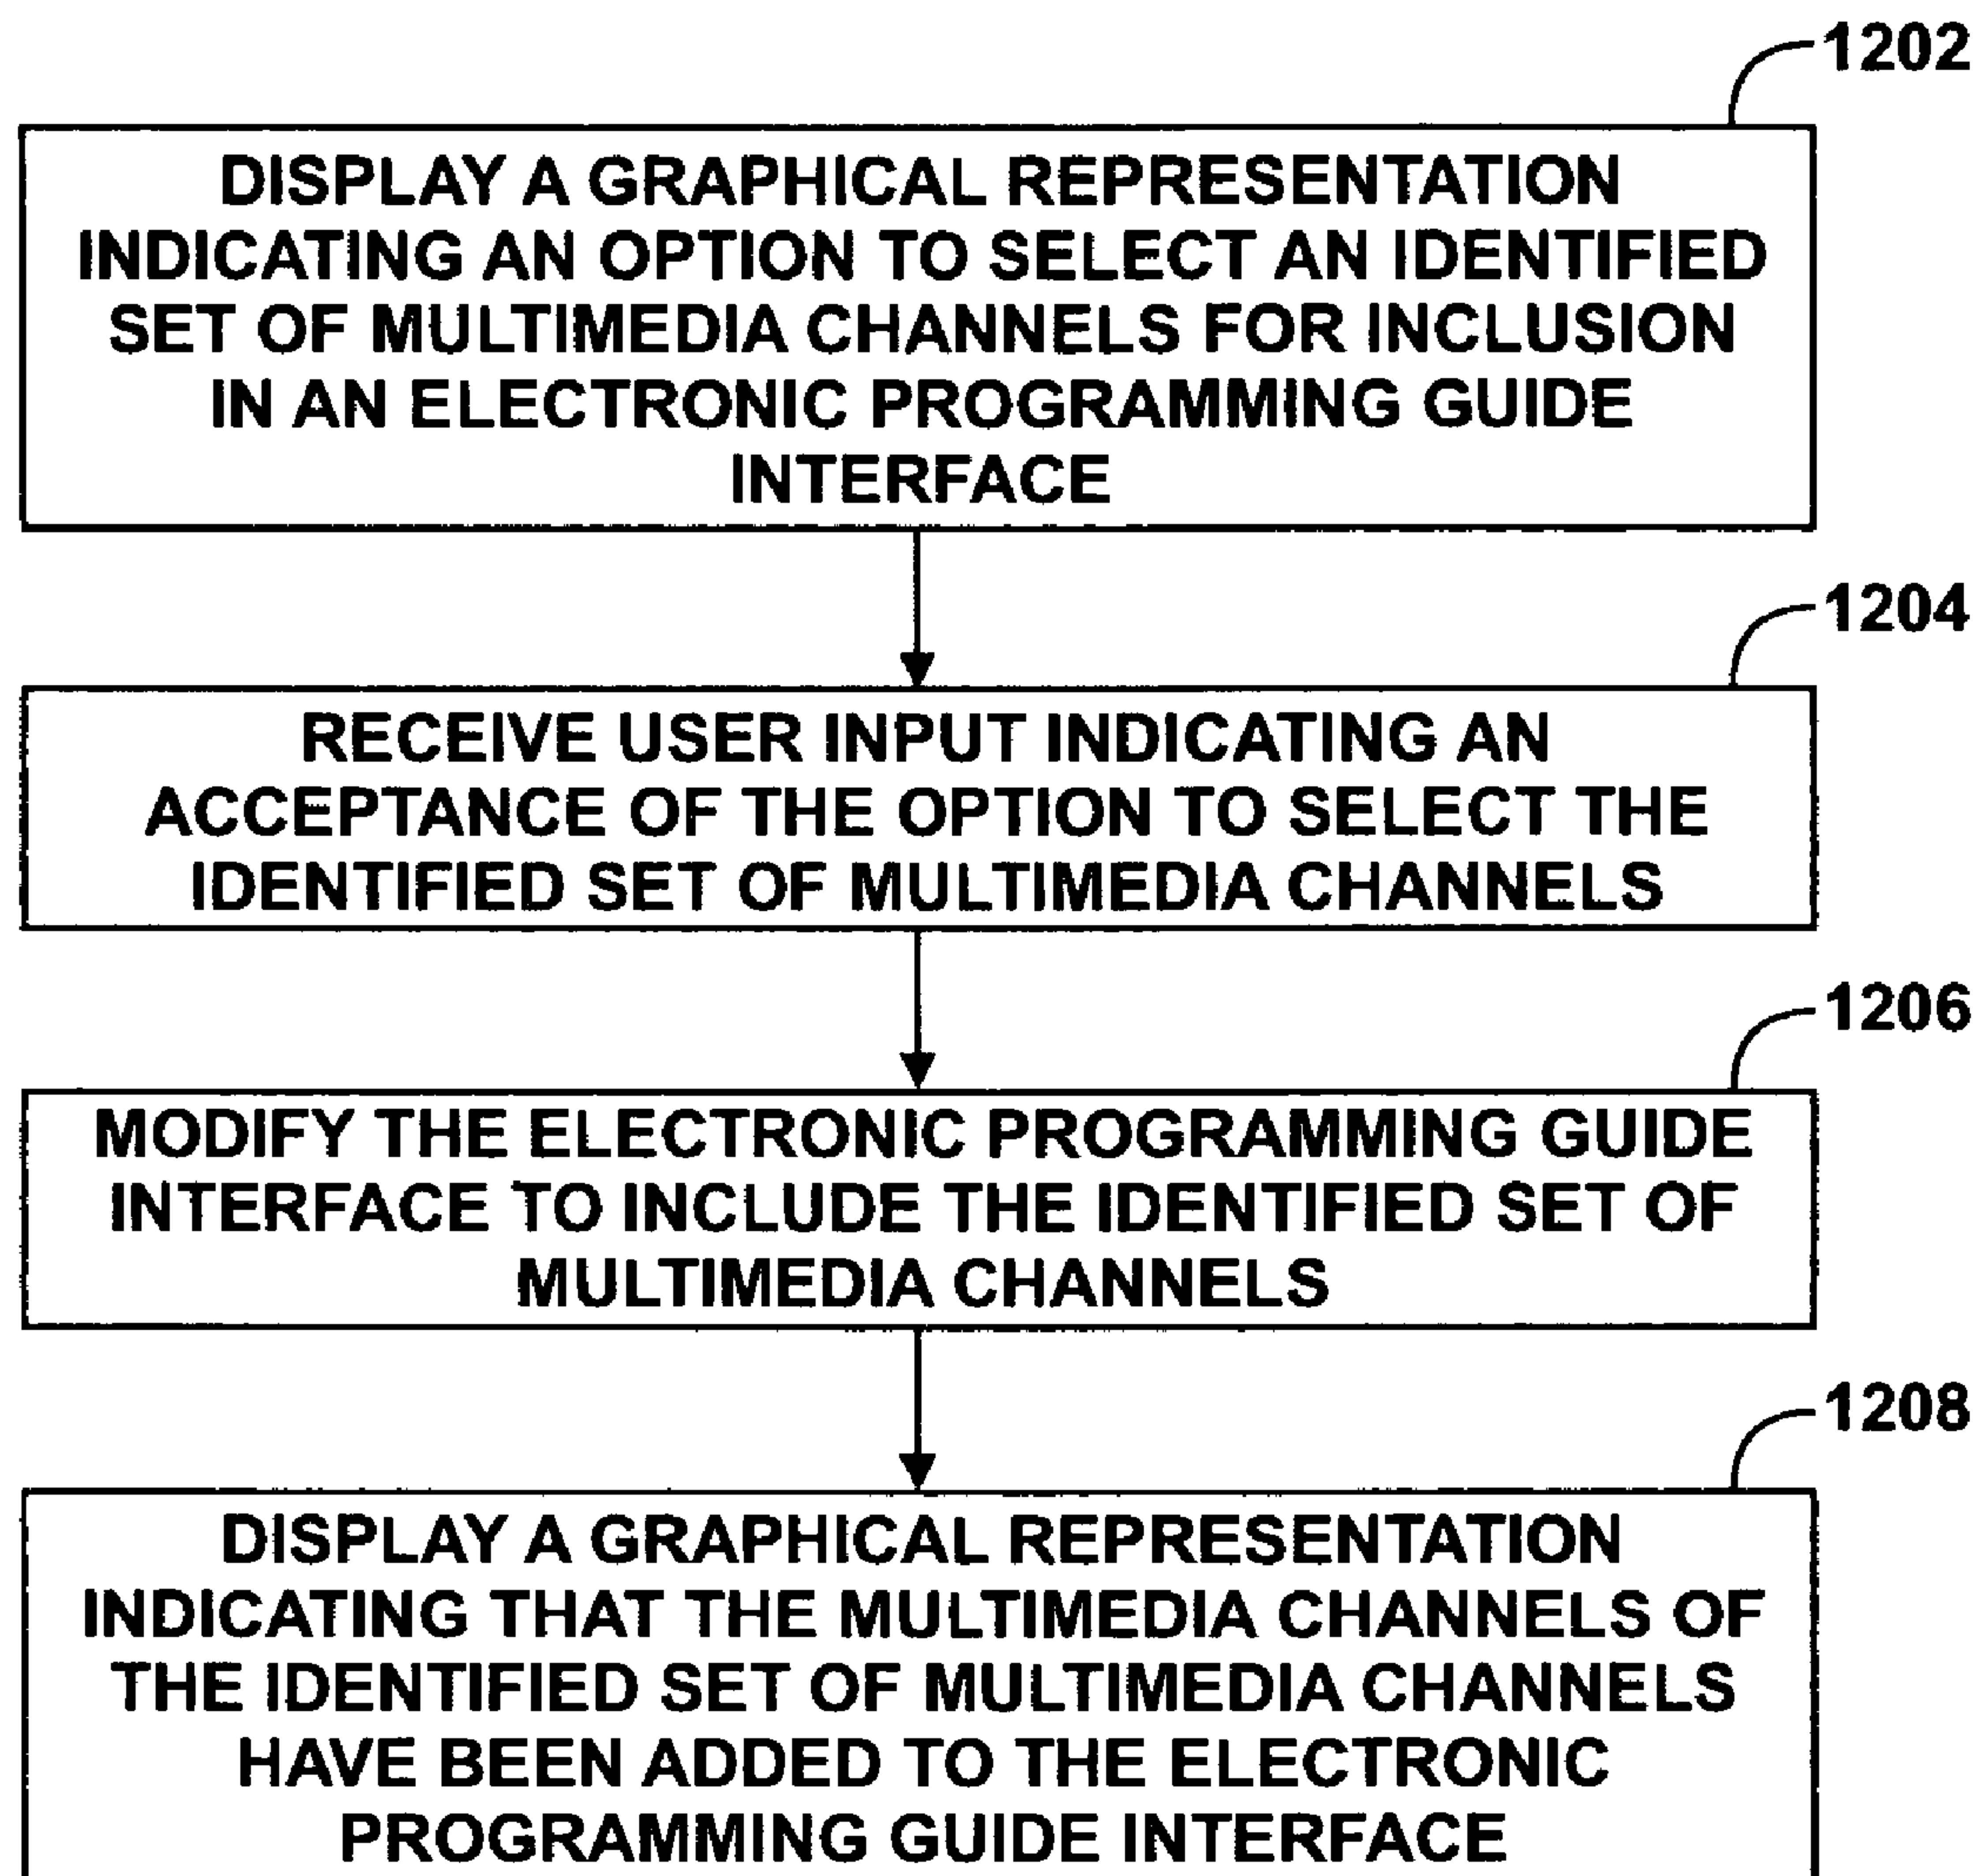 1202
DISPLAY A GRAPHICAL REPRESENTATION
INDICATING AN OPTION TO SELECT AN IDENTIFIED
SET OF MULTIMEDIA CHANNELS FOR INCLUSION
IN AN ELECTRONIC PROGRAMMING GUIDE
INTERFACE
1204
RECEIVE USER INPUT INDICATING AN
ACCEPTANCE OF THE OPTION TO SELECT THE
IDENTIFIED SET OF MULTIMEDIA CHANNELS
1206
MODIFY THE ELECTRONIC PROGRAMMING GUIDE
INTERFACE TO INCLUDE THE IDENTIFIED SET OF
MULTIMEDIA CHANNELS
1208
DISPLAY A GRAPHICAL REPRESENTATION
INDICATING THAT THE MULTIMEDIA CHANNELS OF
THE IDENTIFIED SET OF MULTIMEDIA CHANNELS
HAVE BEEN ADDED TO THE ELECTRONIC
PROGRAMMING GUIDE INTERFACE